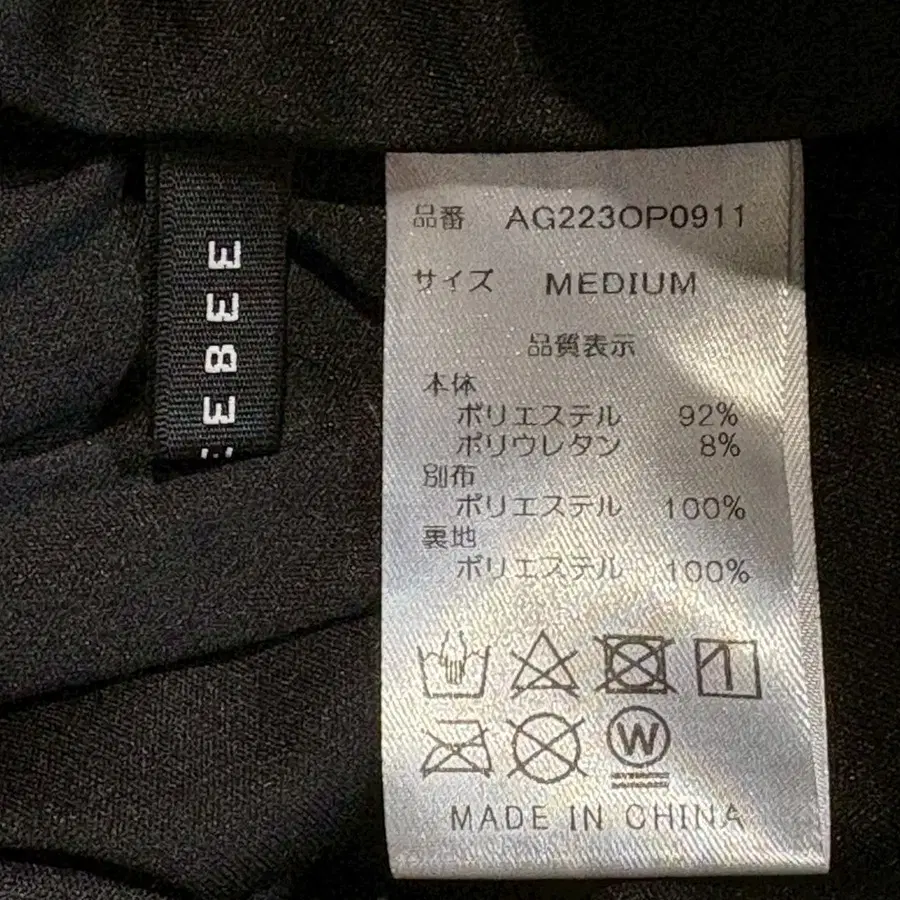 EBEE
品番 AG223OP0911
サイズ MEDIUM
品質表示
本体
ポリエステル 92%
ポリウレタン 8%
別布
ポリエステル 100%
裏地
ポリエステル 100%
W
MADE IN CHINA